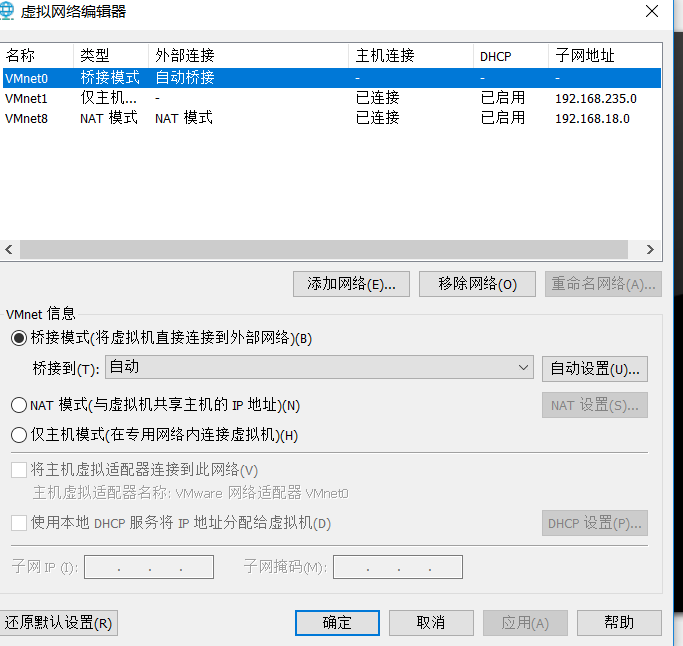 虚拟网络编辑器
名称 类型 外部连接 主机连接 DHCP 子网地址
VMnet0 桥接模式 自动桥接 - - -
VMnet1 仅主机... - 已连接 已启用 192.168.235.0
VMnet8 NAT 模式 NAT 模式 已连接 已启用 192.168.18.0
添加网络(E)... 移除网络(O) 重命名网络(A)...
VMnet 信息
桥接模式(将虚拟机直接连接到外部网络)(B)
桥接到(T): 自动 自动设置(U)...
NAT 模式(与虚拟机共享主机的 IP 地址)(N) NAT 设置(S)...
仅主机模式(在专用网络内连接虚拟机)(H)
将主机虚拟适配器连接到此网络(V)
主机虚拟适配器名称: VMware 网络适配器 VMnet0
使用本地 DHCP 服务将 IP 地址分配给虚拟机(D) DHCP 设置(P)...
子网 IP (I): . . . 子网掩码(M): . . .
还原默认设置(R) 确定 取消 应用(A) 帮助